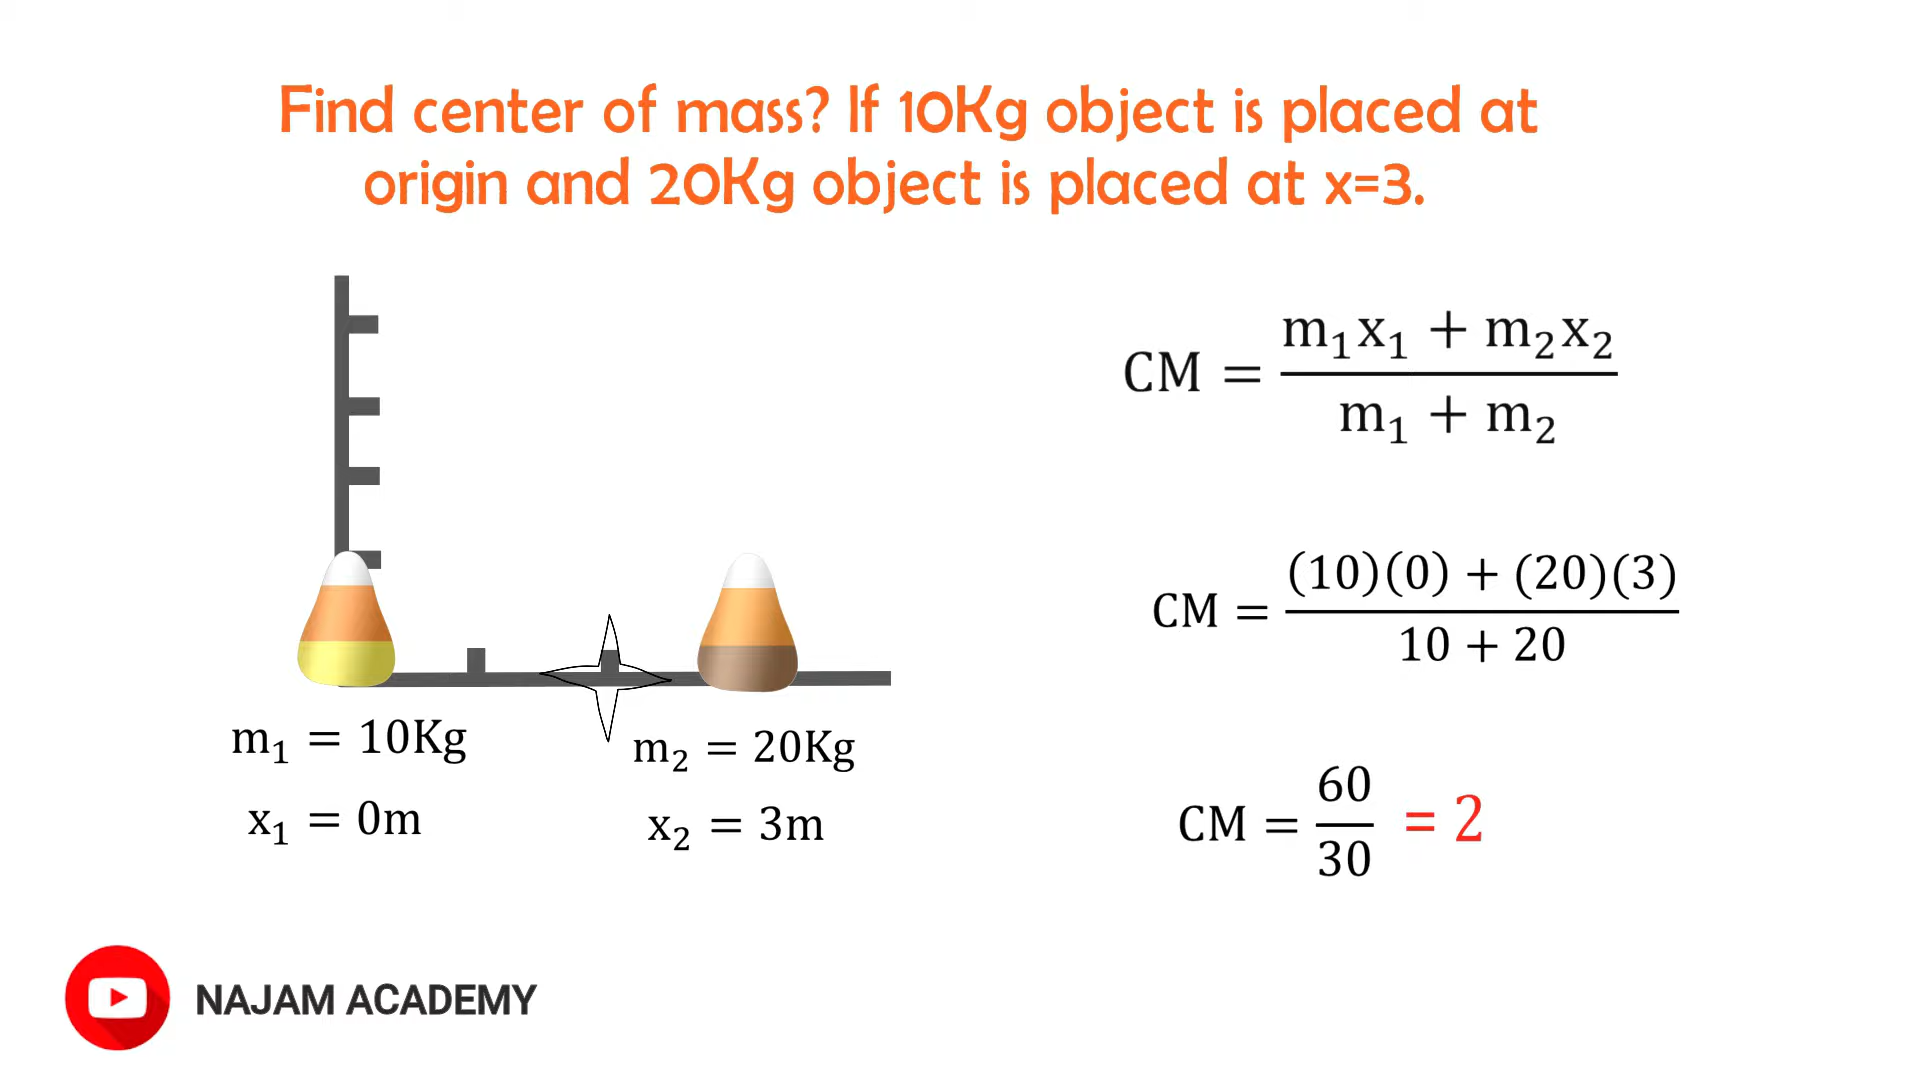 Find center of mass? If 10Kg object is placed at
origin and 20Kg object is placed at x=3.
m₁ = 10Kg
x₁ = 0m
m₂ = 20Kg
x₂ = 3m
CM = (m₁x₁ + m₂x₂) / (m₁ + m₂)
CM = ((10)(0) + (20)(3)) / (10 + 20)
CM = 60/30 = 2
NAJAM ACADEMY